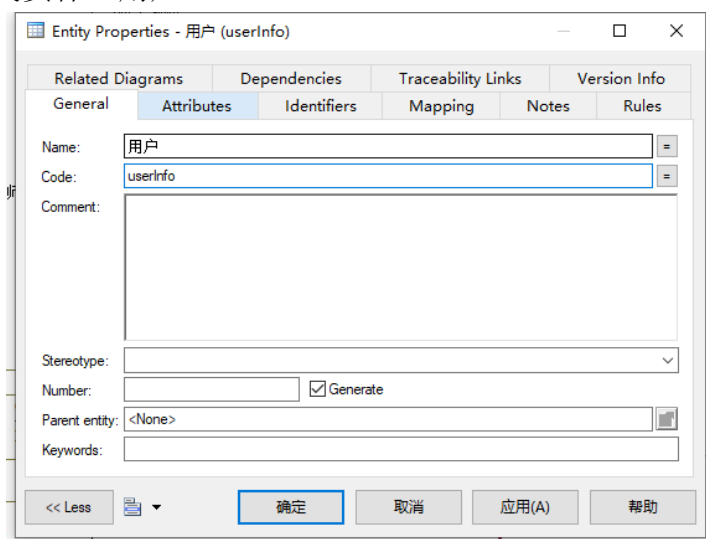 Entity Properties - 用户 (userInfo)
Related Diagrams Dependencies Traceability Links Version Info
General Attributes Identifiers Mapping Notes Rules
Name: 用户 =
Code: userInfo =
Comment:
Stereotype:
Number: Generate
Parent entity: <None>
Keywords:
<< Less 确定 取消 应用(A) 帮助